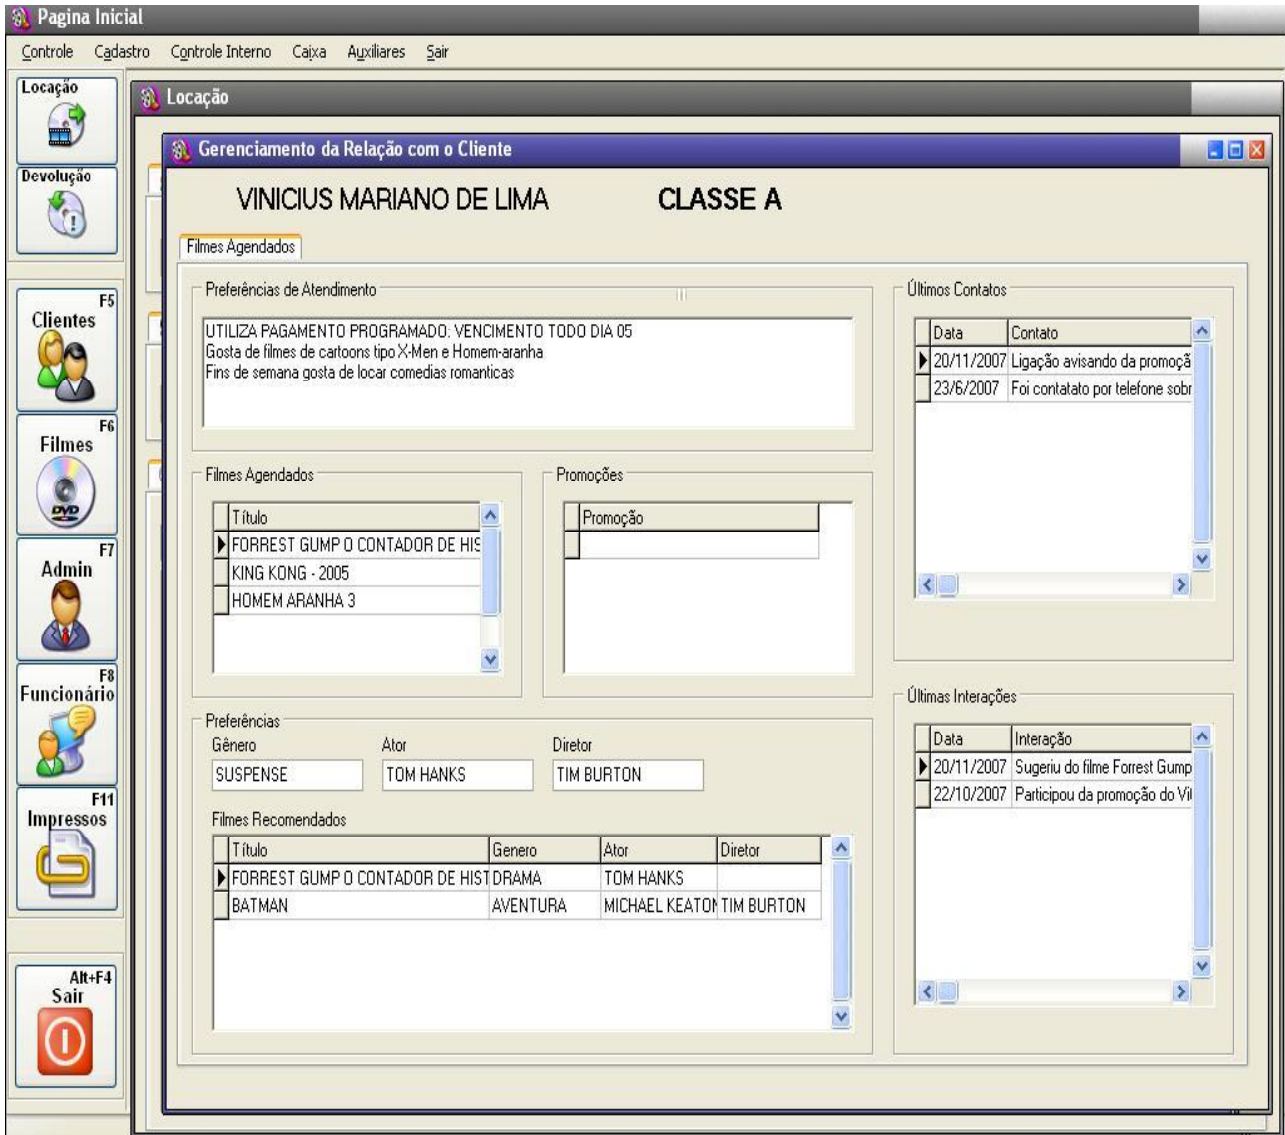 Pagina Inicial
Controle Cadastro Controle Interno Caixa Auxiliares Sair
Locação
Devolução
F5
Clientes
F6
Filmes
DVD
F7
Admin
F8
Funcionário
F11
Impressos
Alt+F4
Sair
Locação
Gerenciamento da Relação com o Cliente
VINICIUS MARIANO DE LIMA CLASSE A
Filmes Agendados
Preferências de Atendimento
UTILIZA PAGAMENTO PROGRAMADO: VENCIMENTO TODO DIA 05
Gosta de filmes de cartoons tipo X-Men e Homem-aranha
Fins de semana gosta de locar comedias romanticas
Últimos Contatos
Data Contato
20/11/2007 Ligação avisando da promoçã
23/6/2007 Foi contatato por telefone sobr
Filmes Agendados
Título
FORREST GUMP O CONTADOR DE HIS
KING KONG - 2005
HOMEM ARANHA 3
Promoções
Promoção
Preferências
Gênero Ator Diretor
SUSPENSE TOM HANKS TIM BURTON
Filmes Recomendados
Título Genero Ator Diretor
FORREST GUMP O CONTADOR DE HIST DRAMA TOM HANKS
BATMAN AVENTURA MICHAEL KEATON TIM BURTON
Últimas Interações
Data Interação
20/11/2007 Sugeriu do filme Forrest Gump
22/10/2007 Participou da promoção do